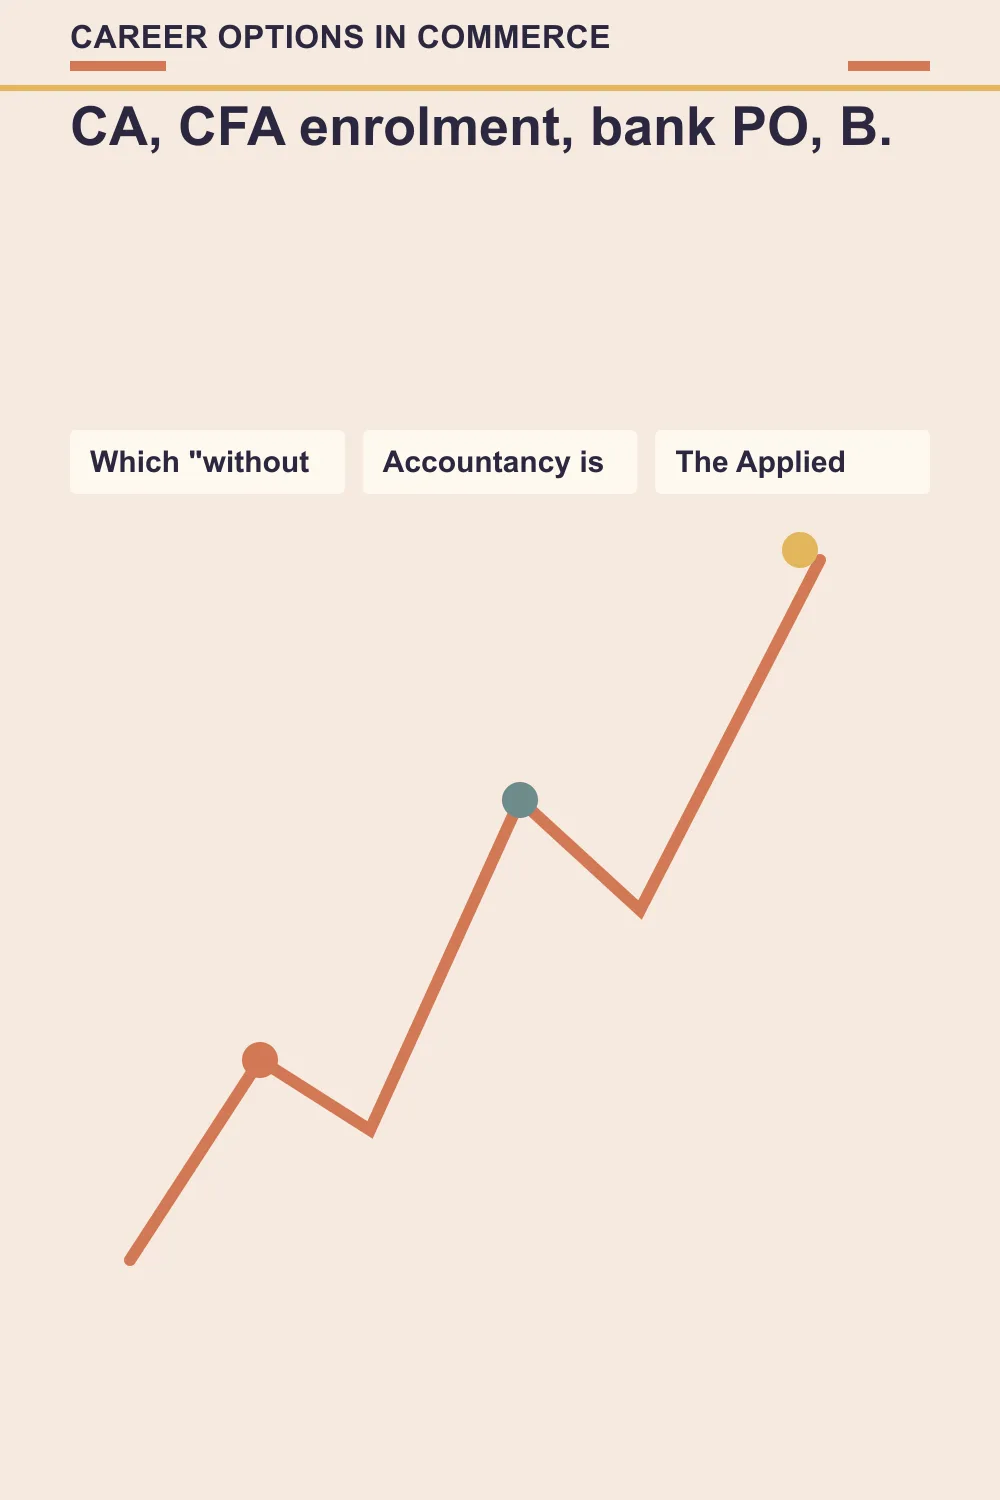 CAREER OPTIONS IN COMMERCE
CA, CFA enrolment, bank PO, B.
Which "without
Accountancy is
The Applied